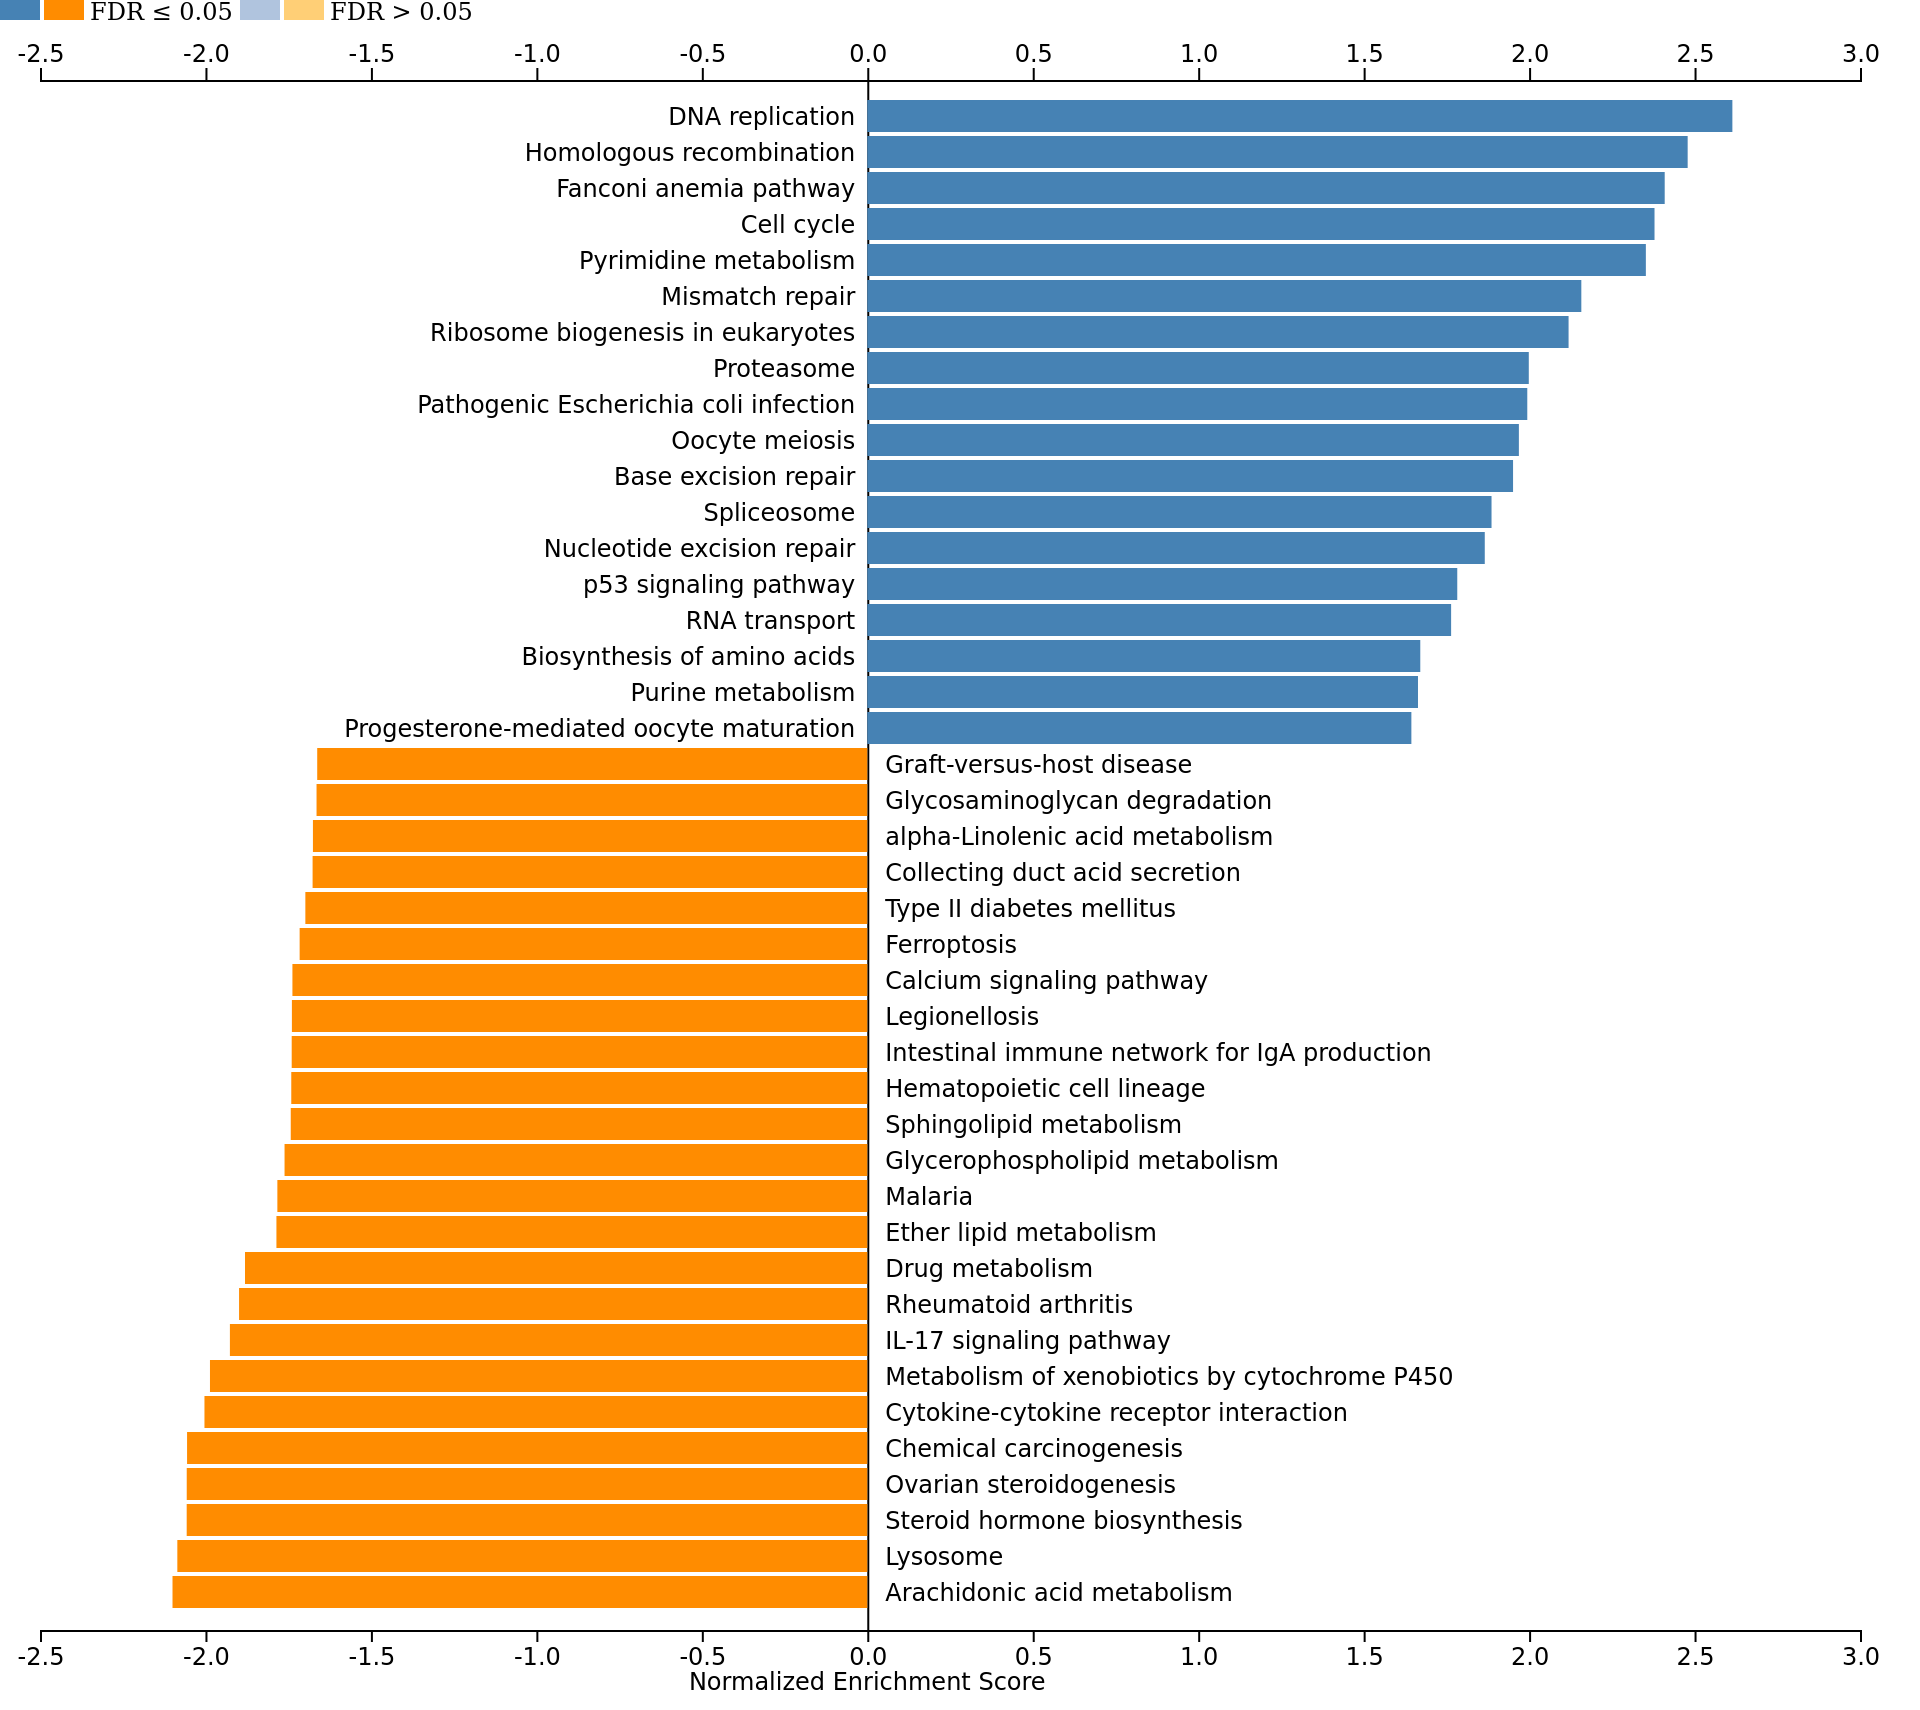 FDR ≤ 0.05 FDR > 0.05
-2.5 -2.0 -1.5 -1.0 -0.5 0.0 0.5 1.0 1.5 2.0 2.5 3.0
DNA replication
Homologous recombination
Fanconi anemia pathway
Cell cycle
Pyrimidine metabolism
Mismatch repair
Ribosome biogenesis in eukaryotes
Proteasome
Pathogenic Escherichia coli infection
Oocyte meiosis
Base excision repair
Spliceosome
Nucleotide excision repair
p53 signaling pathway
RNA transport
Biosynthesis of amino acids
Purine metabolism
Progesterone-mediated oocyte maturation
Graft-versus-host disease
Glycosaminoglycan degradation
alpha-Linolenic acid metabolism
Collecting duct acid secretion
Type II diabetes mellitus
Ferroptosis
Calcium signaling pathway
Legionellosis
Intestinal immune network for IgA production
Hematopoietic cell lineage
Sphingolipid metabolism
Glycerophospholipid metabolism
Malaria
Ether lipid metabolism
Drug metabolism
Rheumatoid arthritis
IL-17 signaling pathway
Metabolism of xenobiotics by cytochrome P450
Cytokine-cytokine receptor interaction
Chemical carcinogenesis
Ovarian steroidogenesis
Steroid hormone biosynthesis
Lysosome
Arachidonic acid metabolism
-2.5 -2.0 -1.5 -1.0 -0.5 0.0 0.5 1.0 1.5 2.0 2.5 3.0
Normalized Enrichment Score